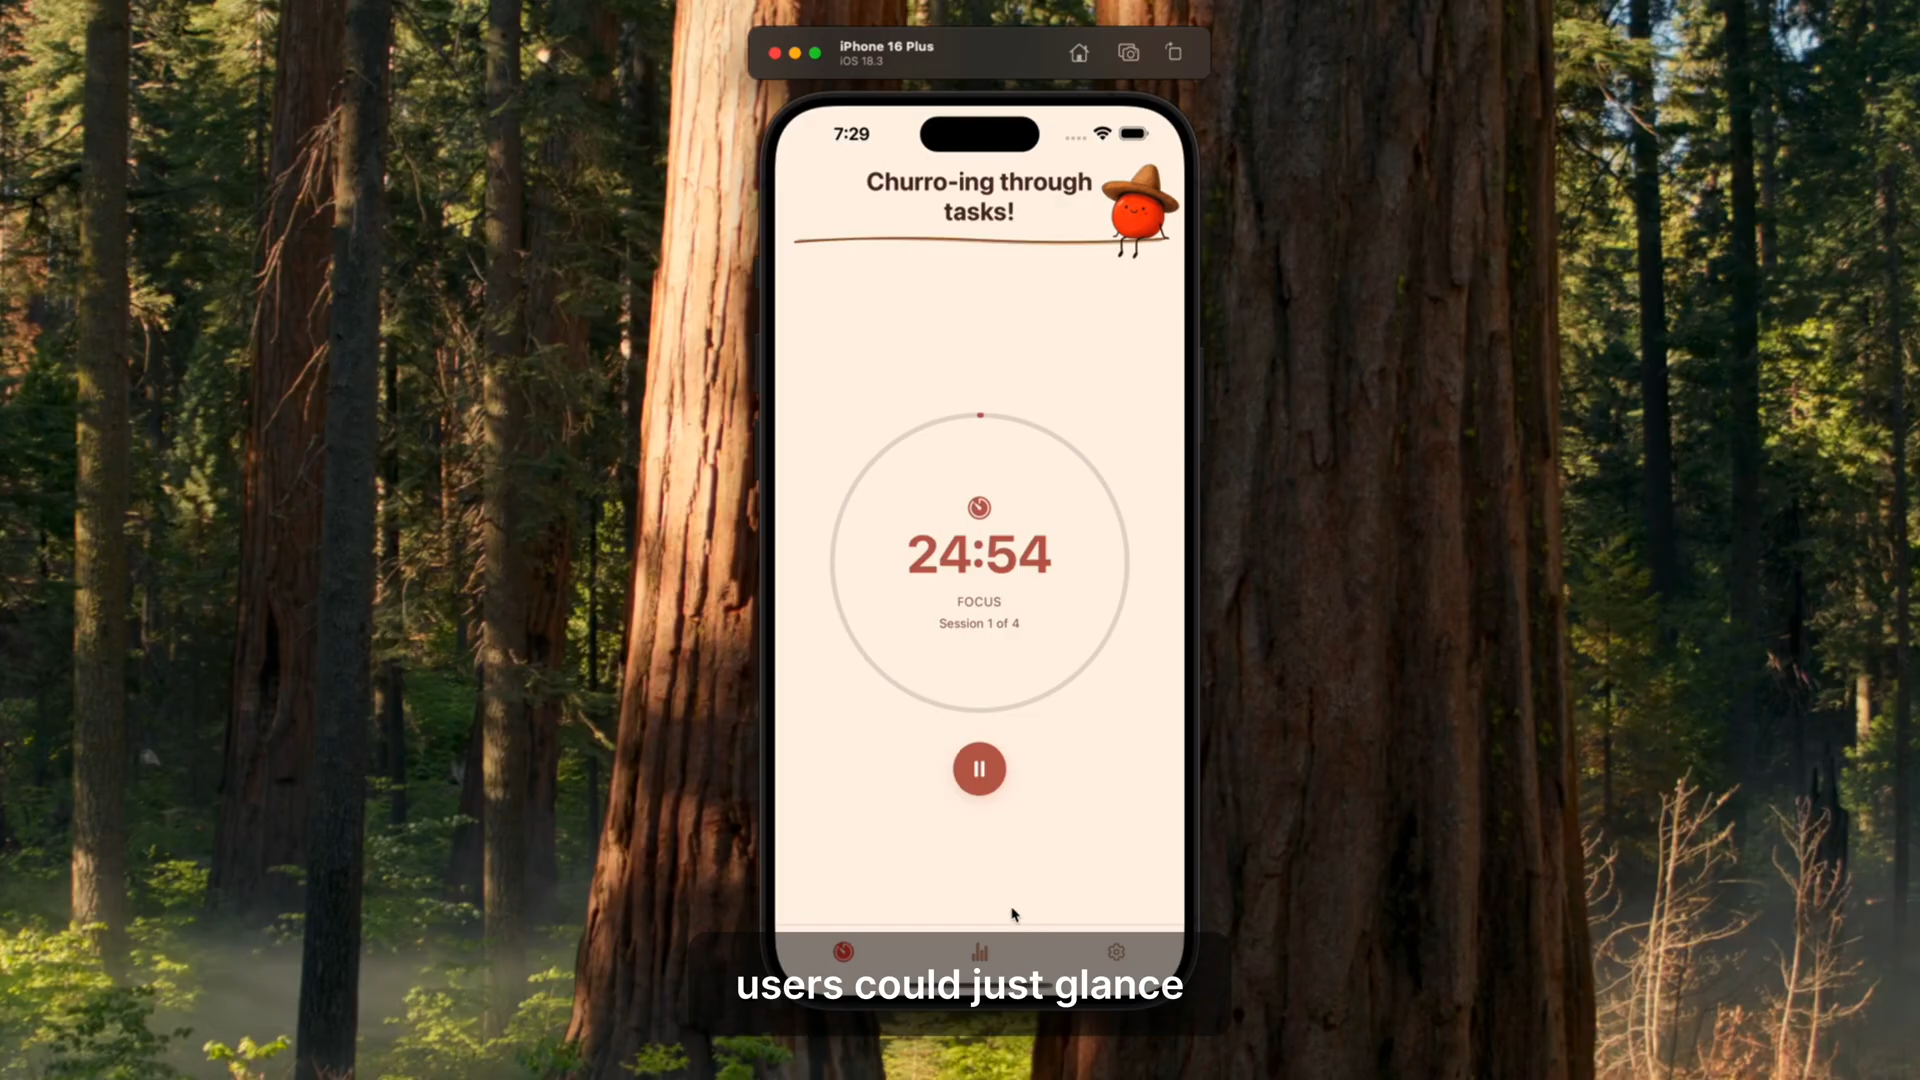 iPhone 16 Plus
iOS 18.3
7:29
Churro-ing through
tasks!
24:54
FOCUS
Session 1 of 4
users could just glance